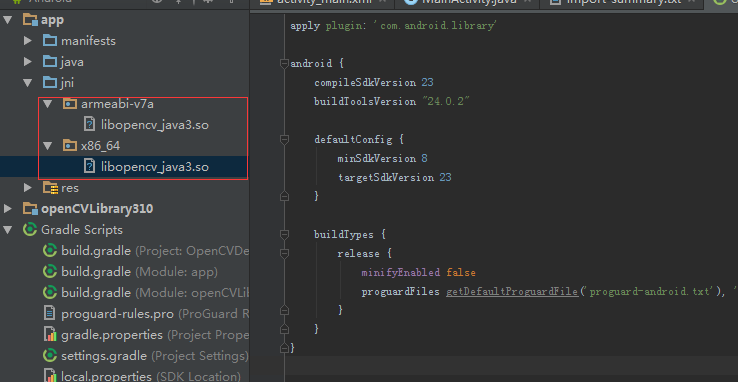 Android
activity_main.xml
MainActivity.java
import-summary.txt
app
manifests
java
jni
armeabi-v7a
libopencv_java3.so
x86_64
libopencv_java3.so
res
openCVLibrary310
Gradle Scripts
build.gradle (Project: OpenCVDe
build.gradle (Module: app)
build.gradle (Module: openCVLib
proguard-rules.pro (ProGuard R
gradle.properties (Project Prope
settings.gradle (Project Settings)
local.properties (SDK Location)
apply plugin: 'com.android.library'
android {
compileSdkVersion 23
buildToolsVersion "24.0.2"
defaultConfig {
minSdkVersion 8
targetSdkVersion 23
}
buildTypes {
release {
minifyEnabled false
proguardFiles getDefaultProguardFile('proguard-android.txt'), '
}
}
}